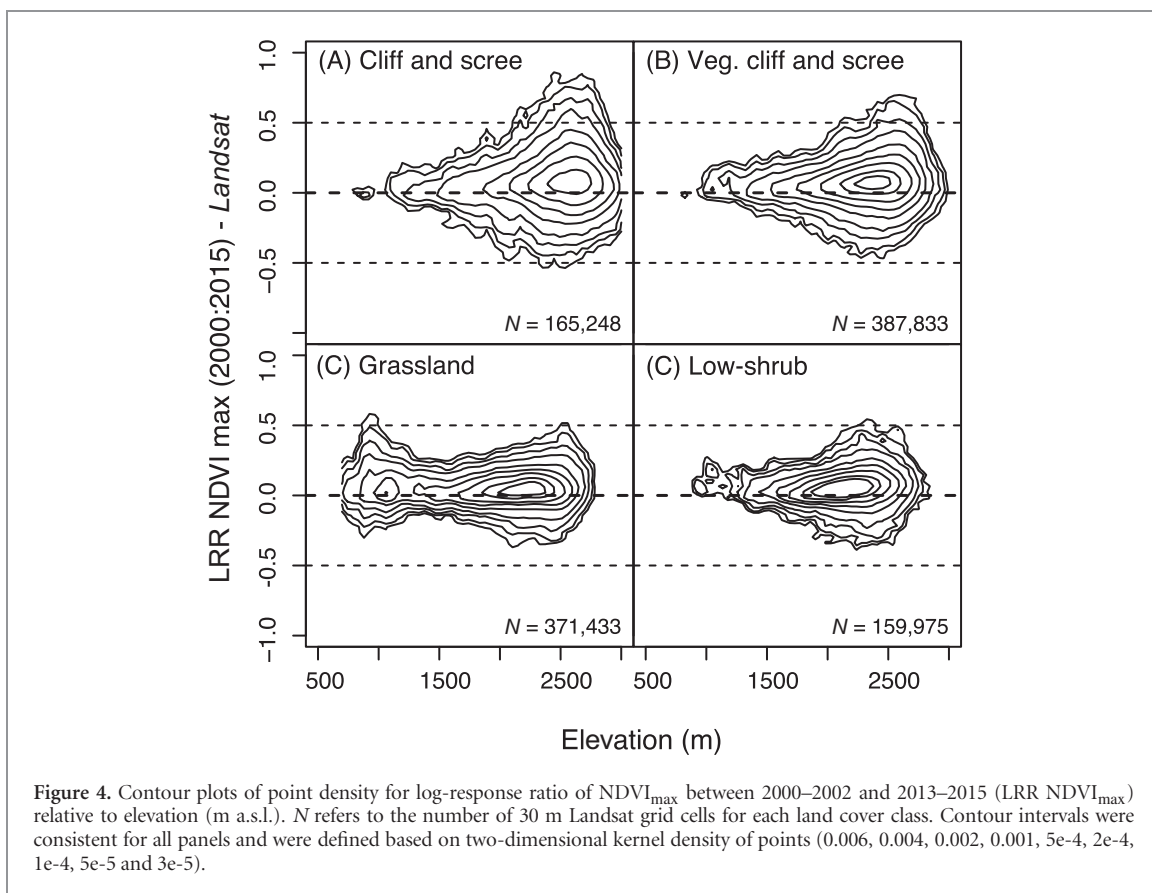 LRR NDVI max (2000:2015) - Landsat
1.0
0.5
0.0
−0.5
(A) Cliff and scree
N = 165,248
(B) Veg. cliff and scree
N = 387,833
1.0
0.5
0.0
−0.5
−1.0
(C) Grassland
N = 371,433
(C) Low-shrub
N = 159,975
500 1500 2500 500 1500 2500
Elevation (m)
Figure 4. Contour plots of point density for log-response ratio of NDVImax between 2000–2002 and 2013–2015 (LRR NDVImax)
relative to elevation (m a.s.l.). N refers to the number of 30 m Landsat grid cells for each land cover class. Contour intervals were
consistent for all panels and were defined based on two-dimensional kernel density of points (0.006, 0.004, 0.002, 0.001, 5e-4, 2e-4,
1e-4, 5e-5 and 3e-5).